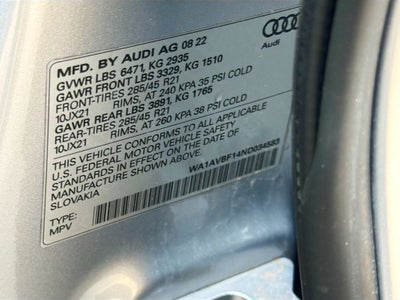 MFD. BY AUDI AG 08 22
GVWR LBS 6471, KG 2935
GAWR FRONT LBS 3329, KG 1510
FRONT-TIRES 285/45 R21
10JX21 RIMS, AT 240 KPA 35 PSI COLD
GAWR REAR LBS 3891, KG 1765
REAR-TIRES 285/45 R21
10JX21 RIMS, AT 260 KPA 38 PSI COLD
THIS VEHICLE CONFORMS TO ALL APPLICABLE
U.S. FEDERAL MOTOR VEHICLE SAFETY
STANDARDS IN EFFECT ON THE DATE OF
MANUFACTURE SHOWN ABOVE.
SLOVAKIA
WA1AVBF14ND034583
TYPE:
MPV
Audi